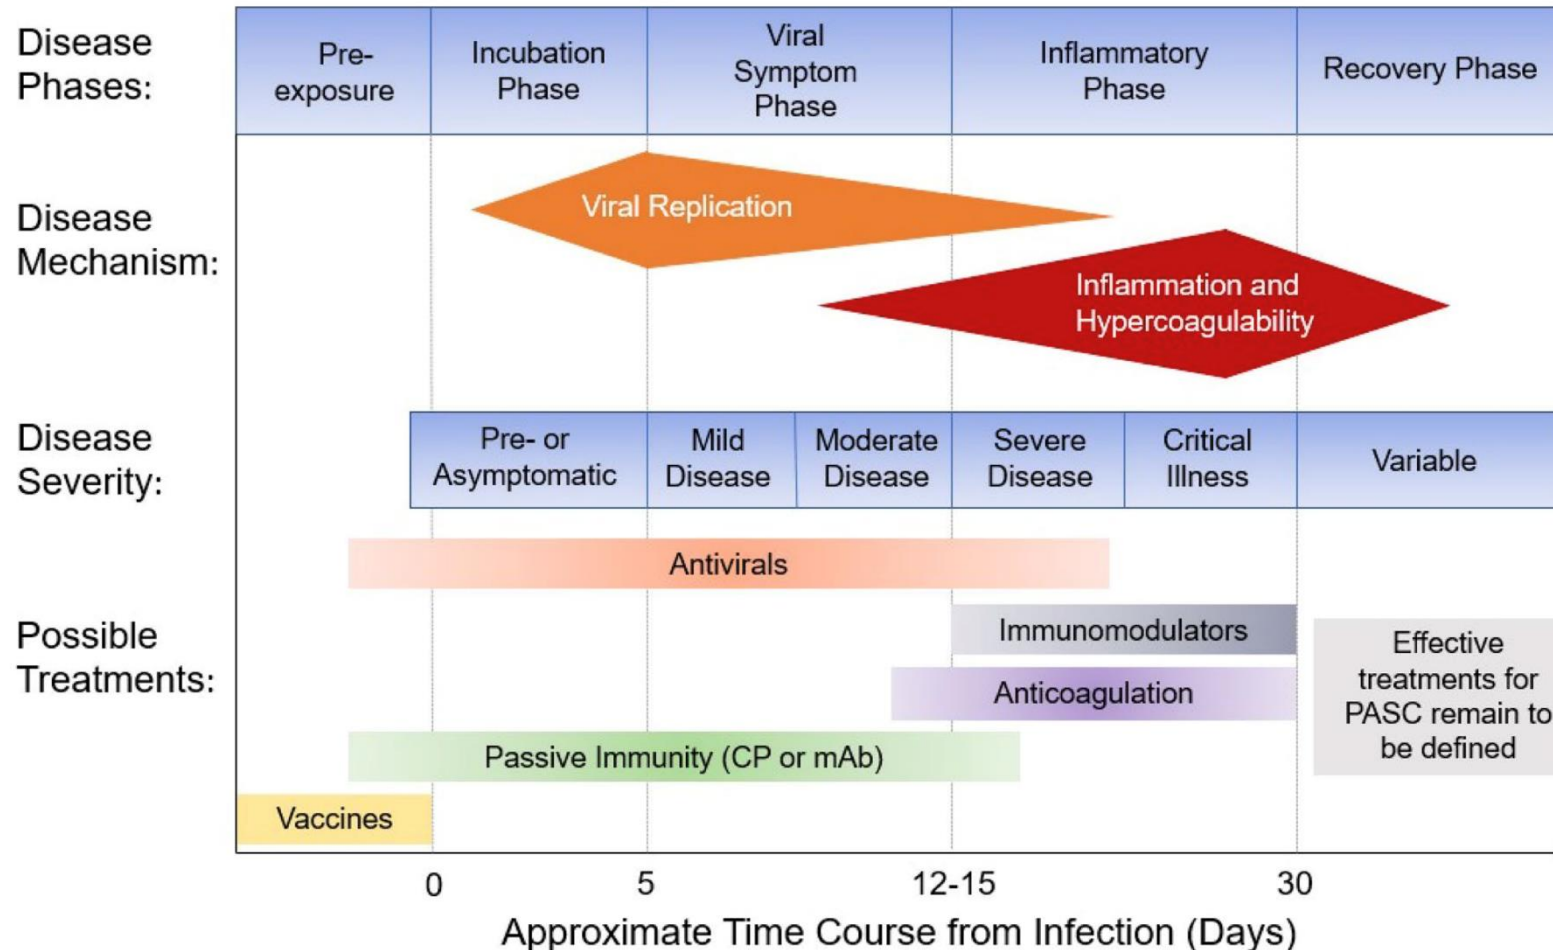 Disease
Phases:
Pre-
exposure
Incubation
Phase
Viral
Symptom
Phase
Inflammatory
Phase
Recovery Phase
Disease
Mechanism:
Viral Replication
Inflammation and
Hypercoagulability
Disease
Severity:
Pre- or
Asymptomatic
Mild
Disease
Moderate
Disease
Severe
Disease
Critical
Illness
Variable
Possible
Treatments:
Antivirals
Immunomodulators
Anticoagulation
Passive Immunity (CP or mAb)
Vaccines
Effective
treatments for
PASC remain to
be defined
0
5
12-15
30
Approximate Time Course from Infection (Days)